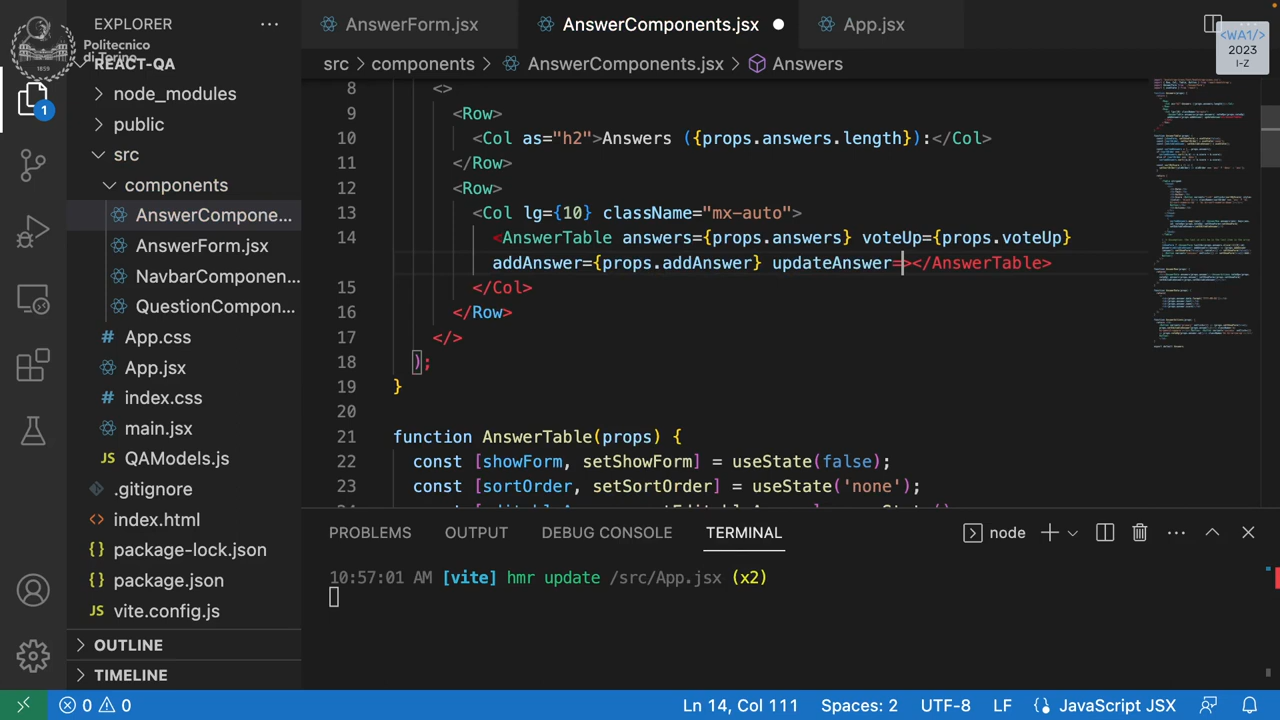 EXPLORER
Politecnico
di Torino
1859
REACT-QA
node_modules
public
src
components
AnswerCompone...
AnswerForm.jsx
NavbarComponen...
QuestionCompon...
App.css
App.jsx
index.css
main.jsx
JS QAModels.js
.gitignore
index.html
package-lock.json
package.json
JS vite.config.js
OUTLINE
TIMELINE
1
AnswerForm.jsx
AnswerComponents.jsx
App.jsx
<WA1/>
2023
I-Z
src > components > AnswerComponents.jsx > Answers
8 <>
9 <Row>
10 <Col as="h2">Answers ({props.answers.length}):</Col>
11 </Row>
12 <Row>
13 <Col lg={10} className="mx-auto">
14 <AnswerTable answers={props.answers} voteUp={props.voteUp}
addAnswer={props.addAnswer} updateAnswer=></AnswerTable>
15 </Col>
16 </Row>
17 </>
18 );
19 }
20
21 function AnswerTable(props) {
22 const [showForm, setShowForm] = useState(false);
23 const [sortOrder, setSortOrder] = useState('none');
PROBLEMS OUTPUT DEBUG CONSOLE TERMINAL
node
10:57:01 AM [vite] hmr update /src/App.jsx (x2)
0 0
Ln 14, Col 111 Spaces: 2 UTF-8 LF {} JavaScript JSX